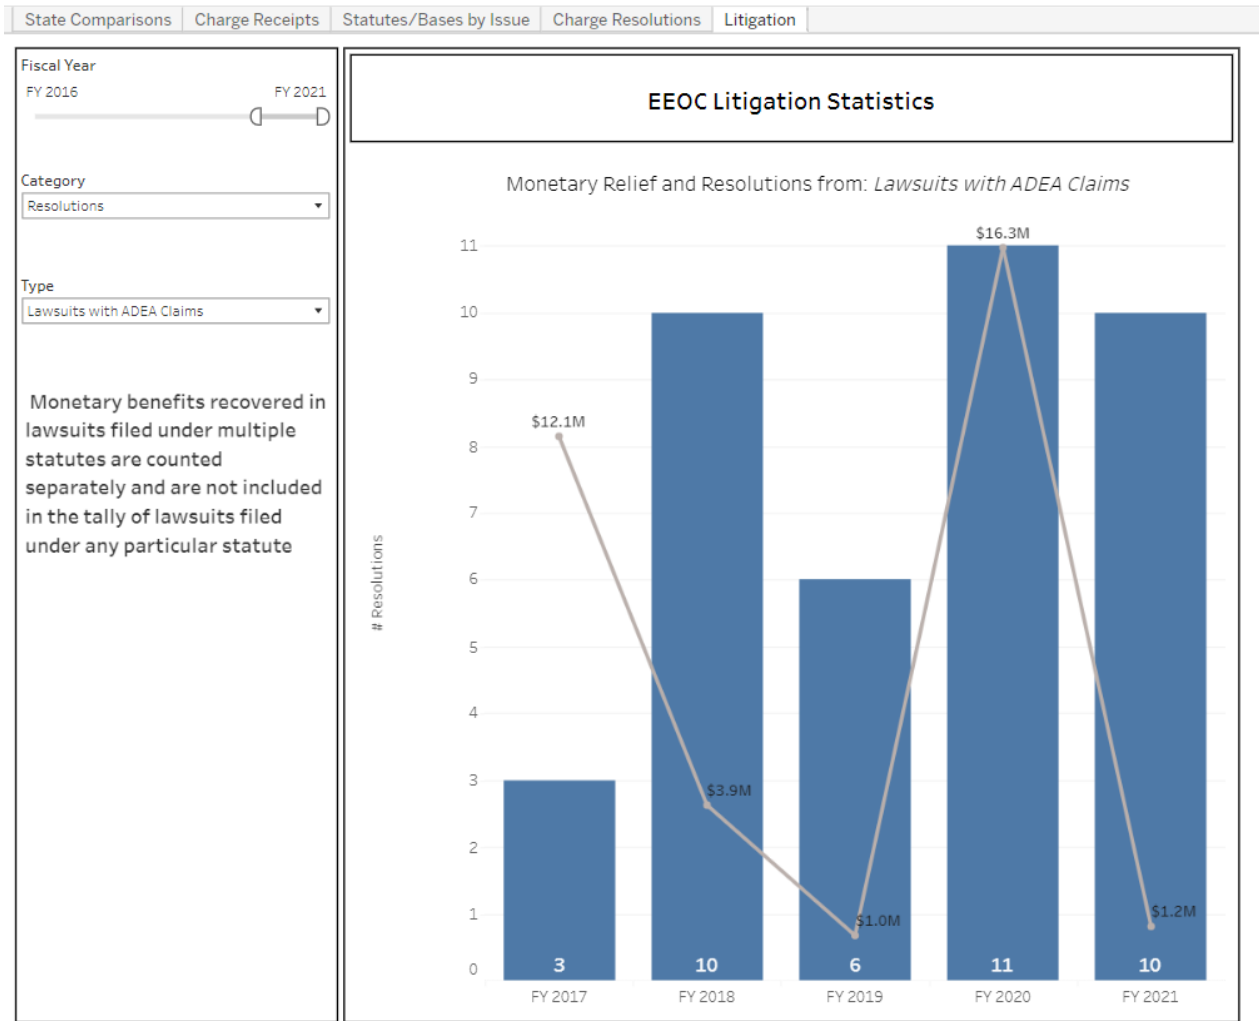 State Comparisons
Charge Receipts
Statutes/Bases by Issue
Charge Resolutions
Litigation
Fiscal Year
FY 2016
FY 2021
Category
Resolutions
Type
Lawsuits with ADEA Claims
Monetary benefits recovered in
lawsuits filed under multiple
statutes are counted
separately and are not included
in the tally of lawsuits filed
under any particular statute
EEOC Litigation Statistics
Monetary Relief and Resolutions from: Lawsuits with ADEA Claims
# Resolutions
11
10
9
8
7
6
5
4
3
2
1
0
$12.1M
$3.9M
$1.0M
$16.3M
$1.2M
3
10
6
11
10
FY 2017
FY 2018
FY 2019
FY 2020
FY 2021